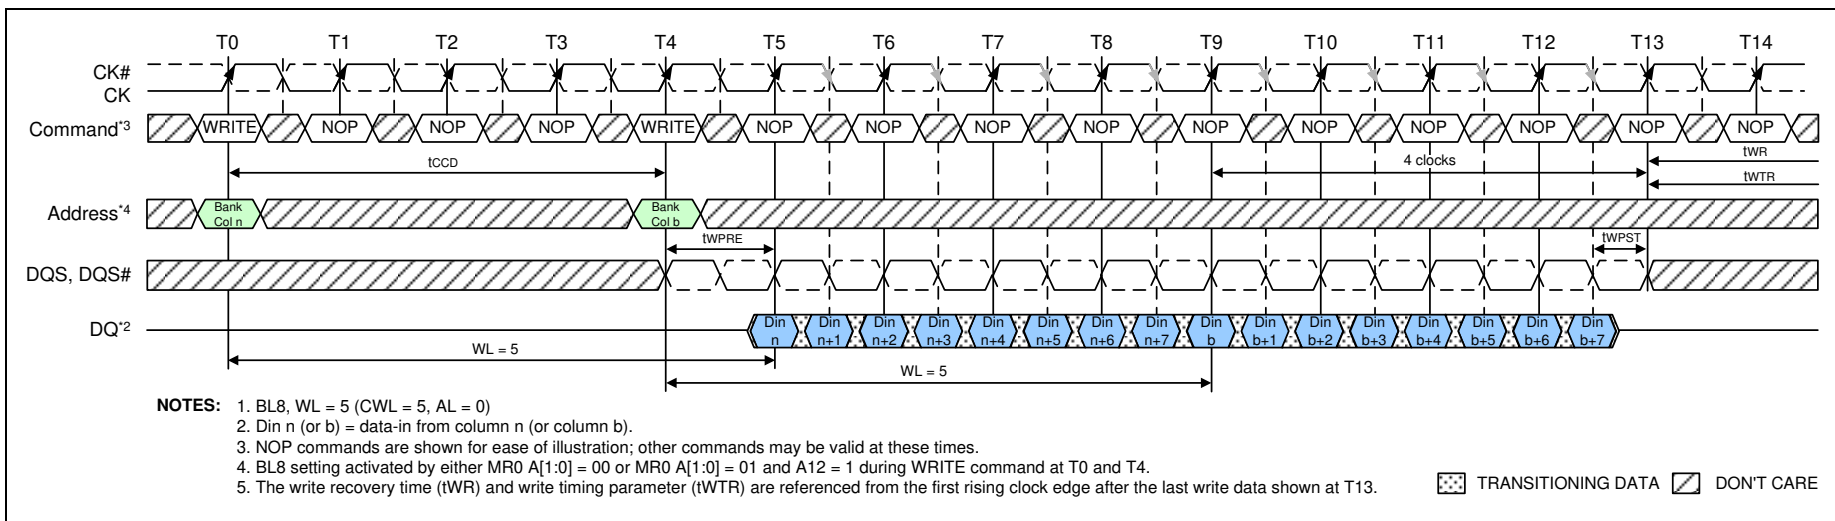 T0 T1 T2 T3 T4 T5 T6 T7 T8 T9 T10 T11 T12 T13 T14
CK#
CK
Command*3 WRITE NOP NOP NOP WRITE NOP NOP NOP NOP NOP NOP NOP NOP NOP NOP
tCCD 4 clocks tWR
tWTR
Address*4 Bank Col n Bank Col b
tWPRE tWPST
DQS, DQS#
DQ*2 Din n Din n+1 Din n+2 Din n+3 Din n+4 Din n+5 Din n+6 Din n+7 Din b Din b+1 Din b+2 Din b+3 Din b+4 Din b+5 Din b+6 Din b+7
WL = 5
WL = 5
NOTES: 1. BL8, WL = 5 (CWL = 5, AL = 0)
2. Din n (or b) = data-in from column n (or column b).
3. NOP commands are shown for ease of illustration; other commands may be valid at these times.
4. BL8 setting activated by either MR0 A[1:0] = 00 or MR0 A[1:0] = 01 and A12 = 1 during WRITE command at T0 and T4.
5. The write recovery time (tWR) and write timing parameter (tWTR) are referenced from the first rising clock edge after the last write data shown at T13.
TRANSITIONING DATA DON'T CARE